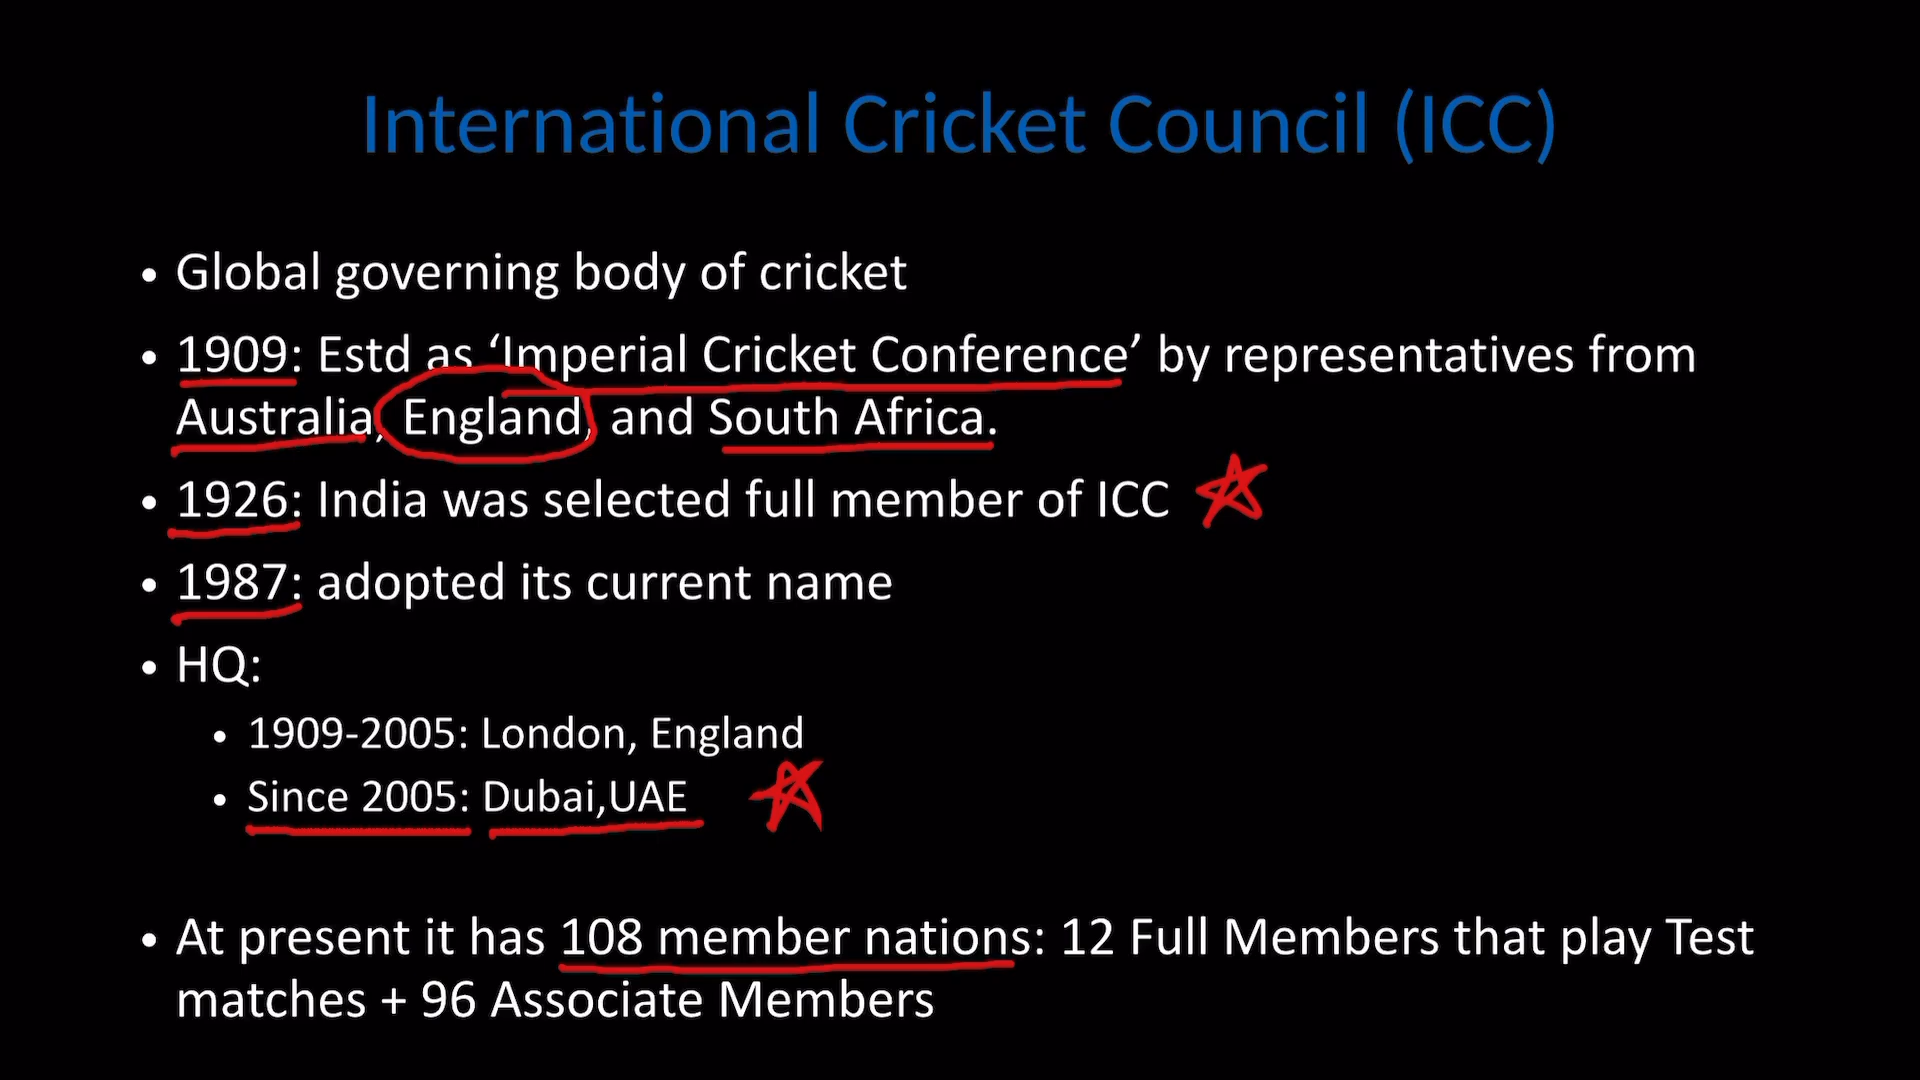 International Cricket Council (ICC)
• Global governing body of cricket
• 1909: Estd as ‘Imperial Cricket Conference’ by representatives from
Australia, England, and South Africa.
• 1926: India was selected full member of ICC
• 1987: adopted its current name
• HQ:
• 1909-2005: London, England
• Since 2005: Dubai,UAE
• At present it has 108 member nations: 12 Full Members that play Test
matches + 96 Associate Members